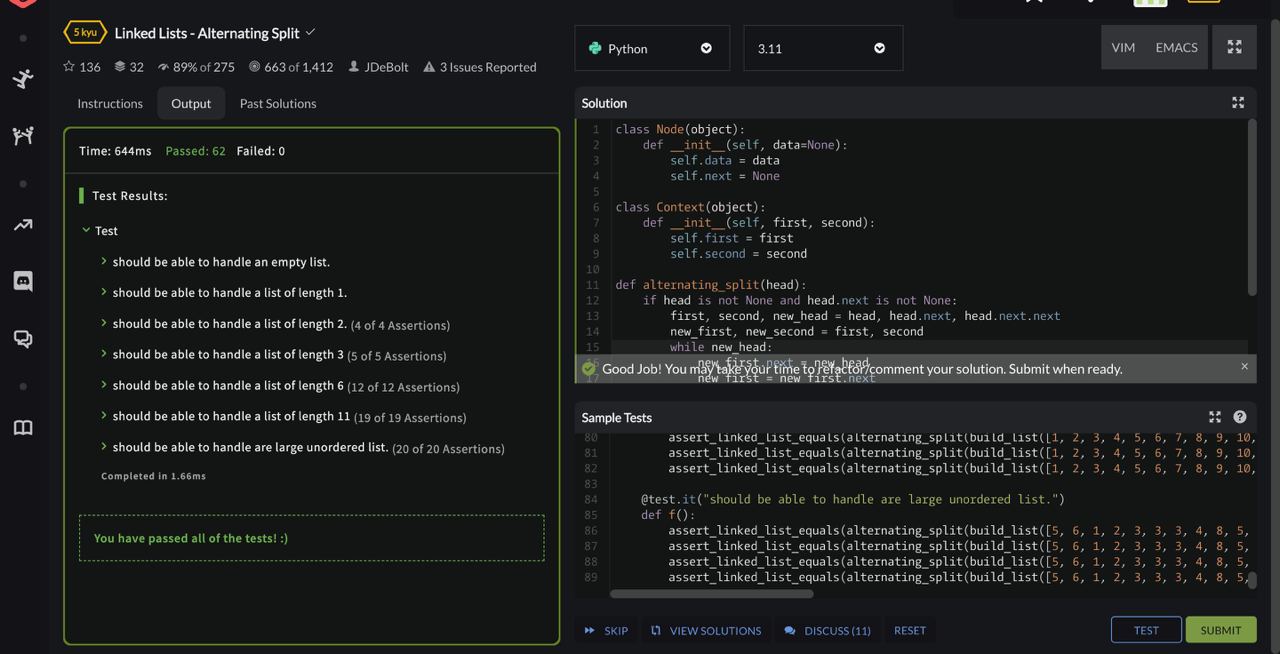 5 kyu
Linked Lists - Alternating Split
136 32 89% of 275 663 of 1,412 JDeBolt 3 Issues Reported
Instructions Output Past Solutions
Time: 644ms Passed: 62 Failed: 0
Test Results:
Test
should be able to handle an empty list.
should be able to handle a list of length 1.
should be able to handle a list of length 2. (4 of 4 Assertions)
should be able to handle a list of length 3 (5 of 5 Assertions)
should be able to handle a list of length 6 (12 of 12 Assertions)
should be able to handle a list of length 11 (19 of 19 Assertions)
should be able to handle are large unordered list. (20 of 20 Assertions)
Completed in 1.66ms
You have passed all of the tests! :)
Python 3.11 VIM EMACS
Solution
1 class Node(object):
2 def __init__(self, data=None):
3 self.data = data
4 self.next = None
5
6 class Context(object):
7 def __init__(self, first, second):
8 self.first = first
9 self.second = second
10
11 def alternating_split(head):
12 if head is not None and head.next is not None:
13 first, second, new_head = head, head.next, head.next.next
14 new_first, new_second = first, second
15 while new_head:
16 new_first.next = new_head
Good Job! You may take your time to refactor/comment your solution. Submit when ready.
17 new_first = new_first.next
Sample Tests
80 assert_linked_list_equals(alternating_split(build_list([1, 2, 3, 4, 5, 6, 7, 8, 9, 10,
81 assert_linked_list_equals(alternating_split(build_list([1, 2, 3, 4, 5, 6, 7, 8, 9, 10,
82 assert_linked_list_equals(alternating_split(build_list([1, 2, 3, 4, 5, 6, 7, 8, 9, 10,
83
84 @test.it("should be able to handle are large unordered list.")
85 def f():
86 assert_linked_list_equals(alternating_split(build_list([5, 6, 1, 2, 3, 3, 3, 4, 8, 5,
87 assert_linked_list_equals(alternating_split(build_list([5, 6, 1, 2, 3, 3, 3, 4, 8, 5,
88 assert_linked_list_equals(alternating_split(build_list([5, 6, 1, 2, 3, 3, 3, 4, 8, 5,
89 assert_linked_list_equals(alternating_split(build_list([5, 6, 1, 2, 3, 3, 3, 4, 8, 5,
SKIP VIEW SOLUTIONS DISCUSS (11) RESET TEST SUBMIT